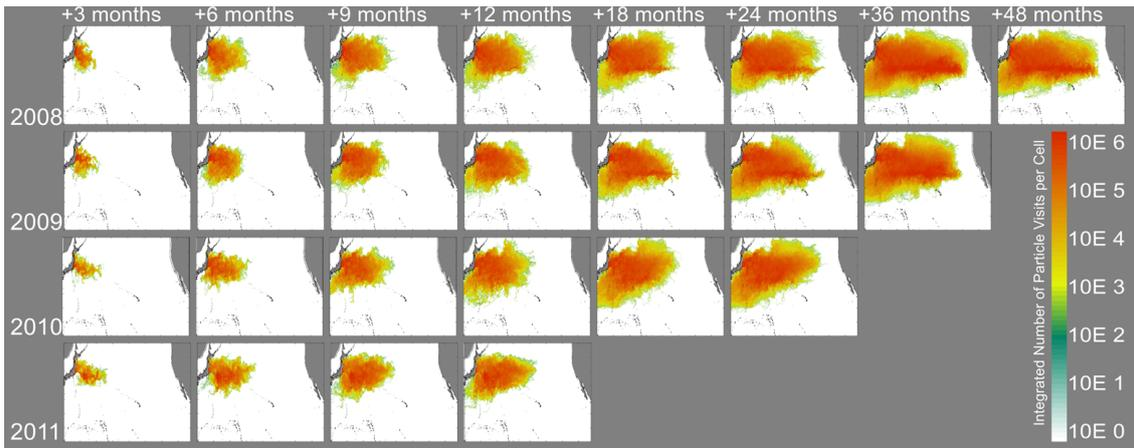 +3 months +6 months +9 months +12 months +18 months +24 months +36 months +48 months
2008
2009
2010
2011
Integrated Number of Particle Visits per Cell
10E 6
10E 5
10E 4
10E 3
10E 2
10E 1
10E 0